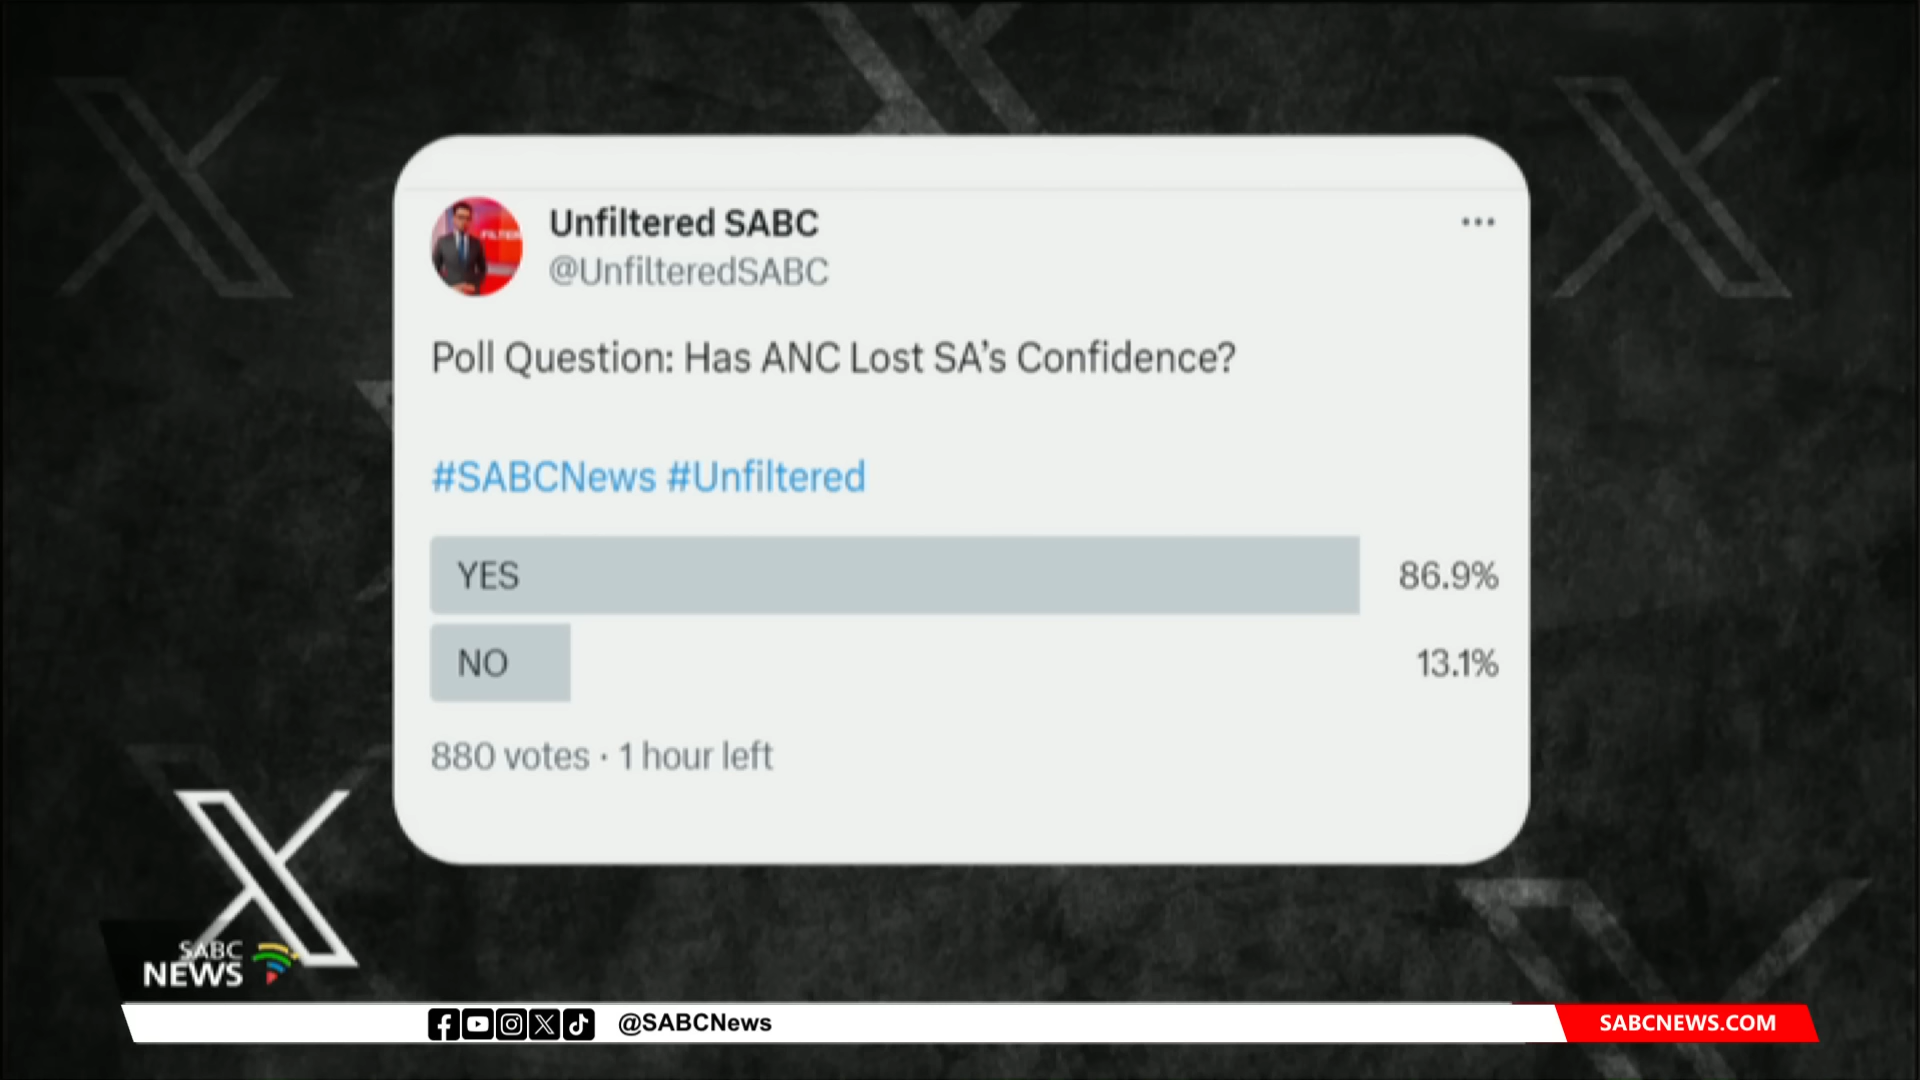 Unfiltered SABC
@UnfilteredSABC
Poll Question: Has ANC Lost SA's Confidence?
#SABCNews #Unfiltered
YES 86.9%
NO 13.1%
880 votes · 1 hour left
SABC
NEWS
@SABCNews
SABCNEWS.COM